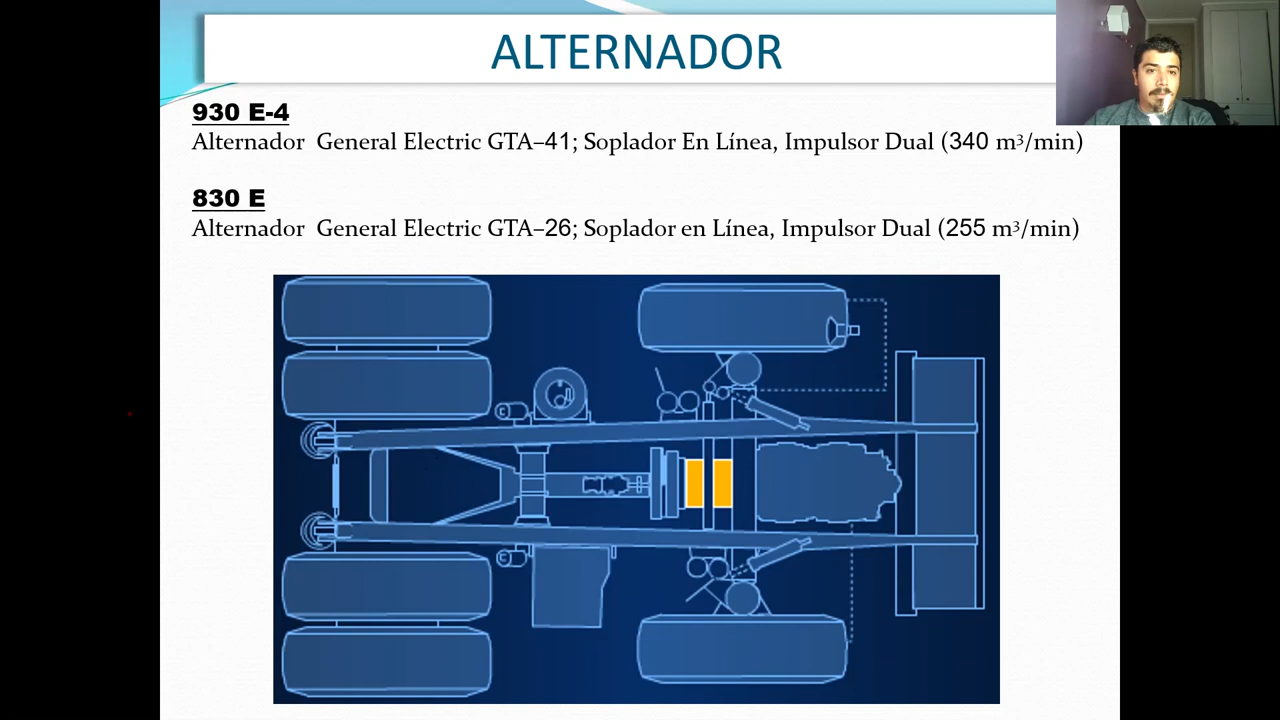 ALTERNADOR
930 E-4
Alternador General Electric GTA–41; Soplador En Línea, Impulsor Dual (340 m³/min)
830 E
Alternador General Electric GTA–26; Soplador en Línea, Impulsor Dual (255 m³/min)